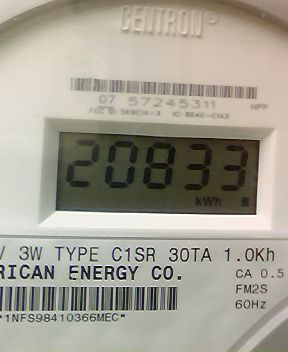 CENTRON®
07 57245311 HPP
20833
kWh
V 3W TYPE C1SR 30TA 1.0Kh
RICAN ENERGY CO.
CA 0.5
FM2S
60Hz
*1NFS98410366MEC*